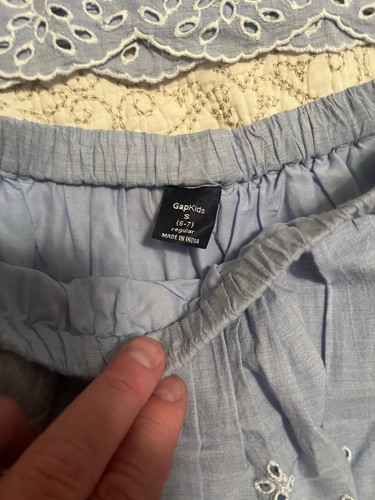 GapKids
S
(6-7)
regular
MADE IN INDIA